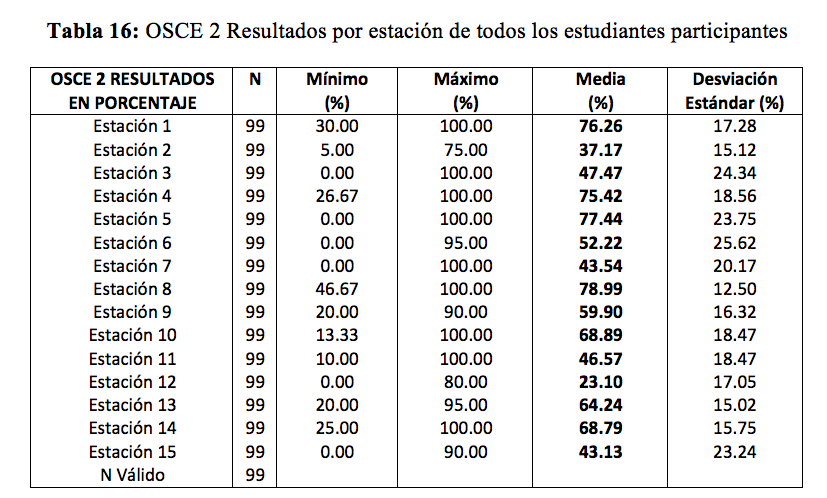 Tabla 16: OSCE 2 Resultados por estación de todos los estudiantes participantes
OSCE 2 RESULTADOS EN PORCENTAJE N Mínimo (%) Máximo (%) Media (%) Desviación Estándar (%)
Estación 1 99 30.00 100.00 76.26 17.28
Estación 2 99 5.00 75.00 37.17 15.12
Estación 3 99 0.00 100.00 47.47 24.34
Estación 4 99 26.67 100.00 75.42 18.56
Estación 5 99 0.00 100.00 77.44 23.75
Estación 6 99 0.00 95.00 52.22 25.62
Estación 7 99 0.00 100.00 43.54 20.17
Estación 8 99 46.67 100.00 78.99 12.50
Estación 9 99 20.00 90.00 59.90 16.32
Estación 10 99 13.33 100.00 68.89 18.47
Estación 11 99 10.00 100.00 46.57 18.47
Estación 12 99 0.00 80.00 23.10 17.05
Estación 13 99 20.00 95.00 64.24 15.02
Estación 14 99 25.00 100.00 68.79 15.75
Estación 15 99 0.00 90.00 43.13 23.24
N Válido 99